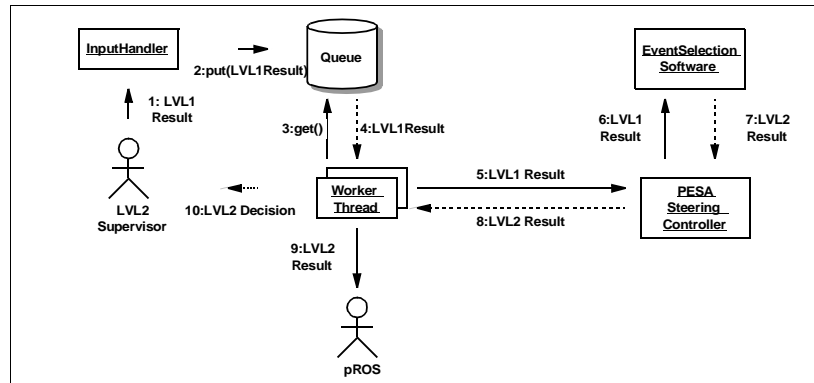 InputHandler
2:put(LVL1Result)
Queue
EventSelection
Software
1: LVL1
Result
3:get()
4:LVL1Result
6:LVL1
Result
7:LVL2
Result
LVL2
Supervisor
10:LVL2 Decision
Worker
Thread
5:LVL1 Result
8:LVL2 Result
PESA
Steering
Controller
9:LVL2
Result
pROS